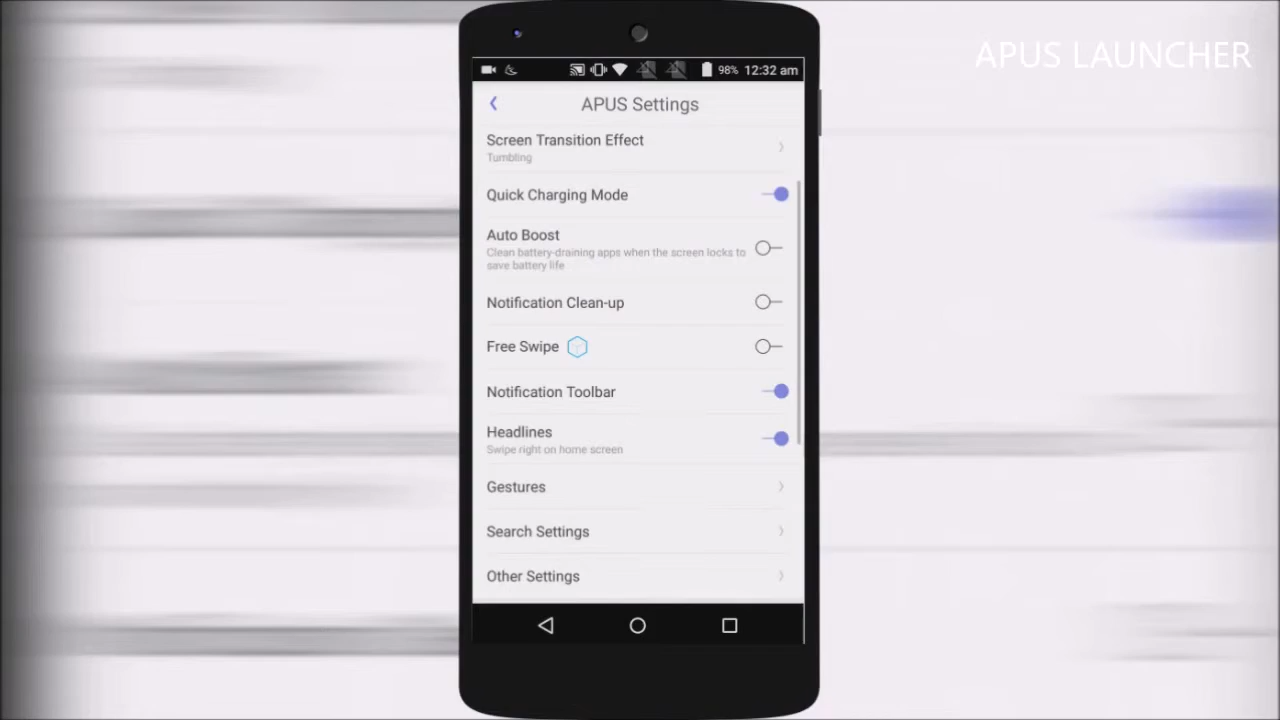 APUS LAUNCHER
98% 12:32 am
APUS Settings
Screen Transition Effect
Tumbling
Quick Charging Mode
Auto Boost
Clean battery-draining apps when the screen locks to
save battery life
Notification Clean-up
Free Swipe
Notification Toolbar
Headlines
Swipe right on home screen
Gestures
Search Settings
Other Settings